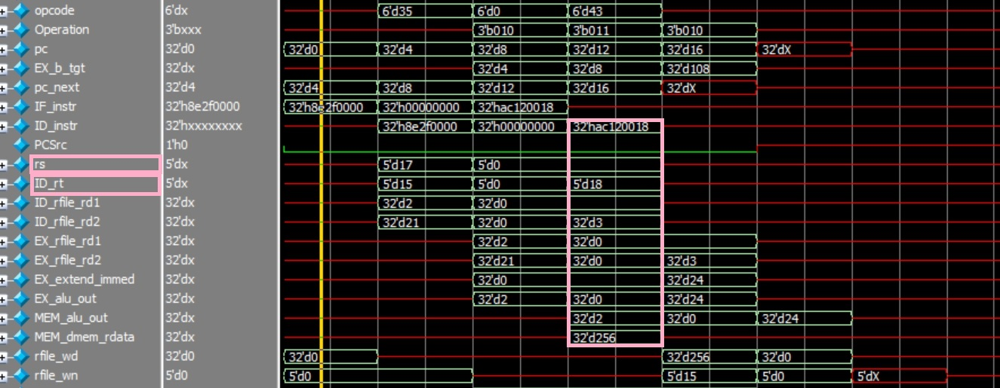 opcode 6'dx 6'd35 6'd0 6'd43
Operation 3'bxxx 3'b010 3'b011 3'b010
pc 32'd0 32'd0 32'd4 32'd8 32'd12 32'd16 32'dX
EX_b_tgt 32'dx 32'd4 32'd8 32'd108
pc_next 32'd4 32'd4 32'd8 32'd12 32'd16 32'dX
IF_instr 32'h8e2f0000 32'h8e2f0000 32'h00000000 32'hac120018
ID_instr 32'hxxxxxxxx 32'h8e2f0000 32'h00000000 32'hac120018
PCSrc 1'h0
rs 5'dx 5'd17 5'd0
ID_rt 5'dx 5'd15 5'd0 5'd18
ID_rfile_rd1 32'dx 32'd2 32'd0
ID_rfile_rd2 32'dx 32'd21 32'd0 32'd3
EX_rfile_rd1 32'dx 32'd2 32'd0
EX_rfile_rd2 32'dx 32'd21 32'd0 32'd3
EX_extend_immed 32'dx 32'd0 32'd24
EX_alu_out 32'dx 32'd2 32'd0 32'd24
MEM_alu_out 32'dx 32'd2 32'd0 32'd24
MEM_dmem_rdata 32'dx 32'd256
rfile_wd 32'd0 32'd0 32'd256 32'd0
rfile_wn 5'd0 5'd0 5'd15 5'd0 5'dX